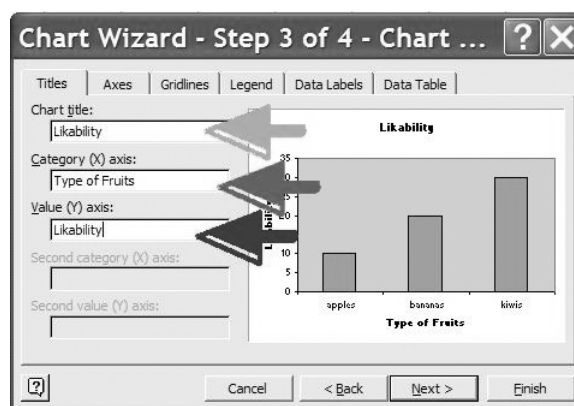 Chart Wizard - Step 3 of 4 - Chart ...
Titles Axes Gridlines Legend Data Labels Data Table
Chart title:
Likability
Category (X) axis:
Type of Fruits
Value (Y) axis:
Likability
Second category (X) axis:
Second value (Y) axis:
Likability
35
20
10
5
0
apples bananas kiwis
Type of Fruits
Cancel < Back Next > Finish